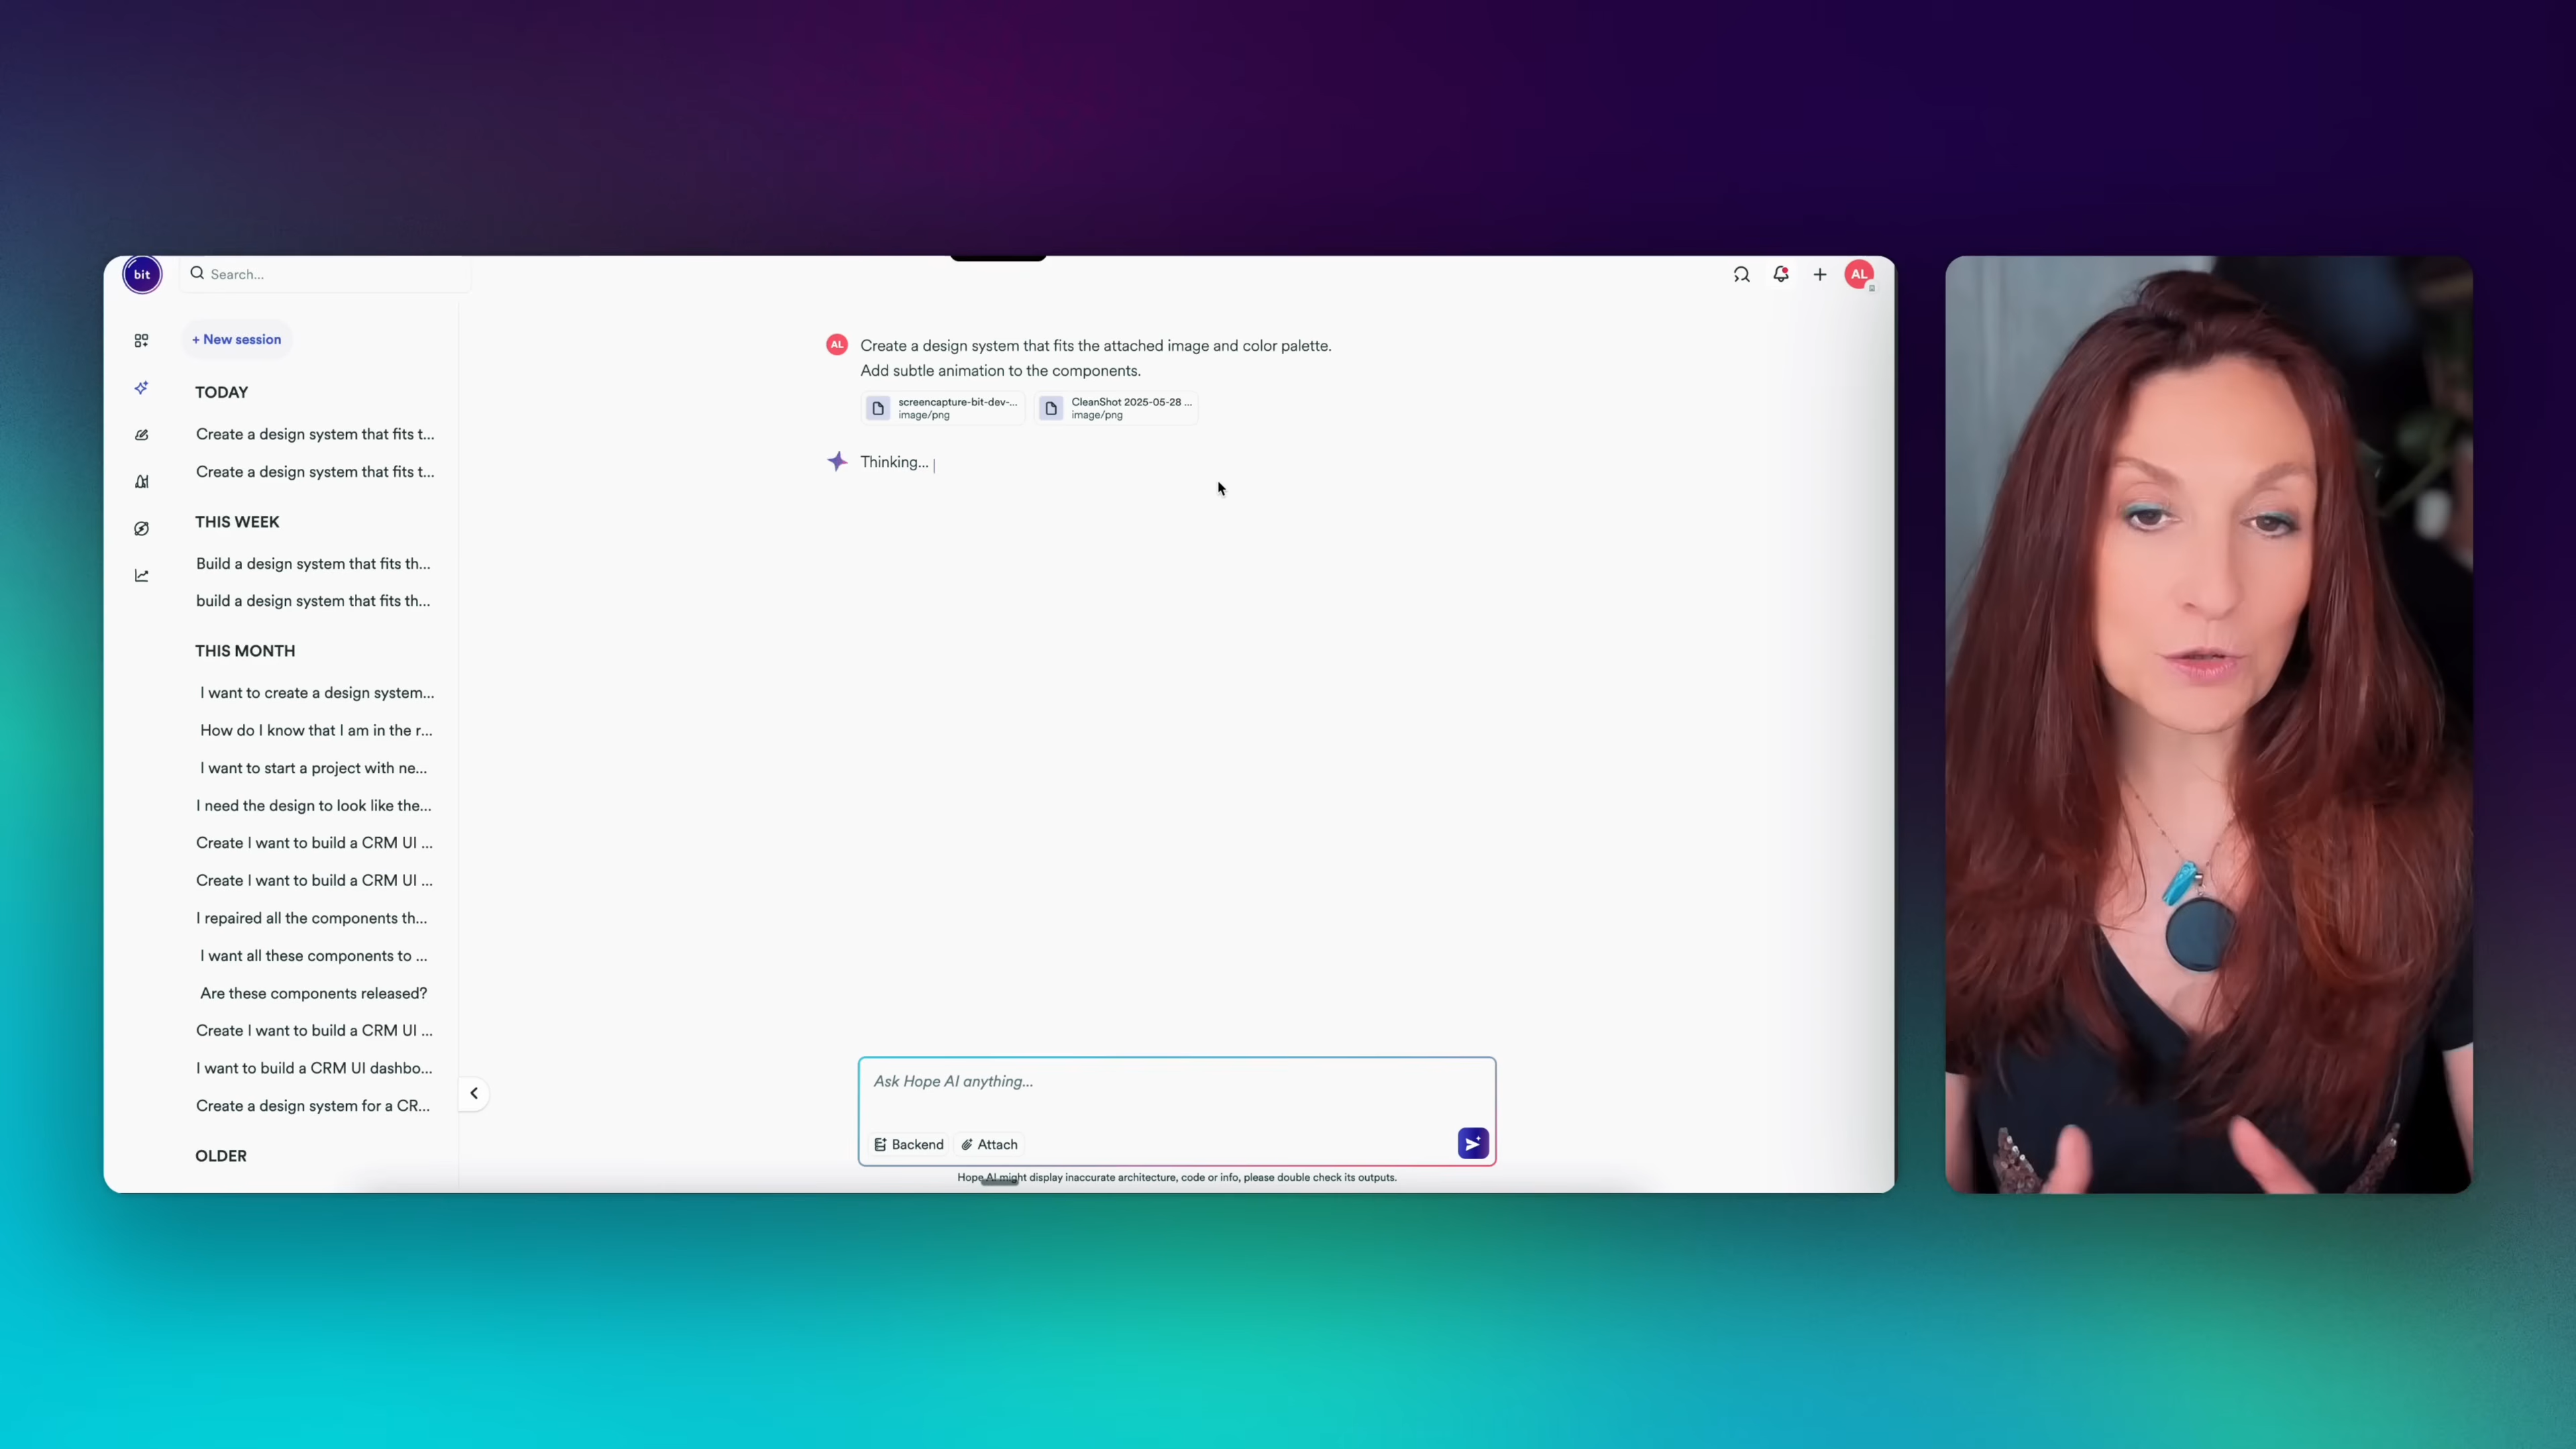 bit
Search...
AL
+ New session
TODAY
Create a design system that fits t...
Create a design system that fits t...
THIS WEEK
Build a design system that fits th...
build a design system that fits th...
THIS MONTH
I want to create a design system...
How do I know that I am in the r...
I want to start a project with ne...
I need the design to look like the...
Create I want to build a CRM UI ...
Create I want to build a CRM UI ...
I repaired all the components th...
I want all these components to ...
Are these components released?
Create I want to build a CRM UI ...
I want to build a CRM UI dashbo...
Create a design system for a CR...
OLDER
AL
Create a design system that fits the attached image and color palette.
Add subtle animation to the components.
screencapture-bit-dev-...
image/png
CleanShot 2025-05-28 ...
image/png
Thinking...
Ask Hope AI anything...
Backend
Attach
Hope AI might display inaccurate architecture, code or info, please double check its outputs.